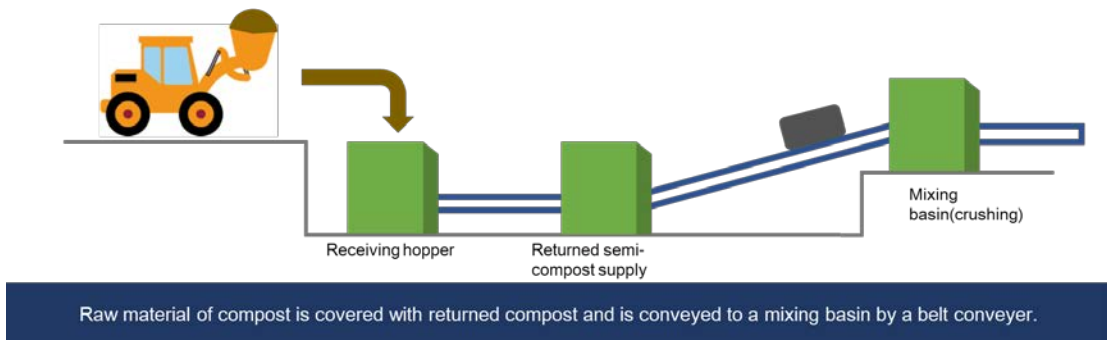 Receiving hopper
Returned semi-
compost supply
Mixing
basin(crushing)
Raw material of compost is covered with returned compost and is conveyed to a mixing basin by a belt conveyer.